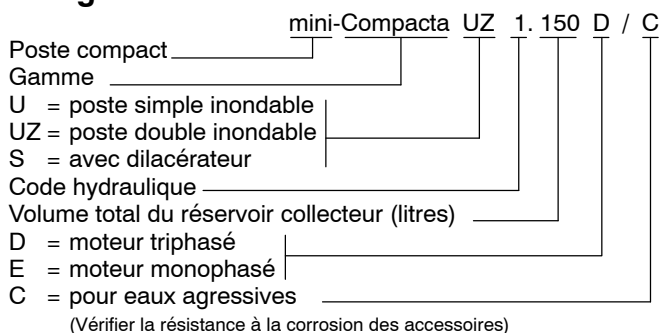 mini-Compacta UZ 1.150 D / C
Poste compact
Gamme
U = poste simple inondable
UZ = poste double inondable
S = avec dilacérateur
Code hydraulique
Volume total du réservoir collecteur (litres)
D = moteur triphasé
E = moteur monophasé
C = pour eaux agressives
(Vérifier la résistance à la corrosion des accessoires)